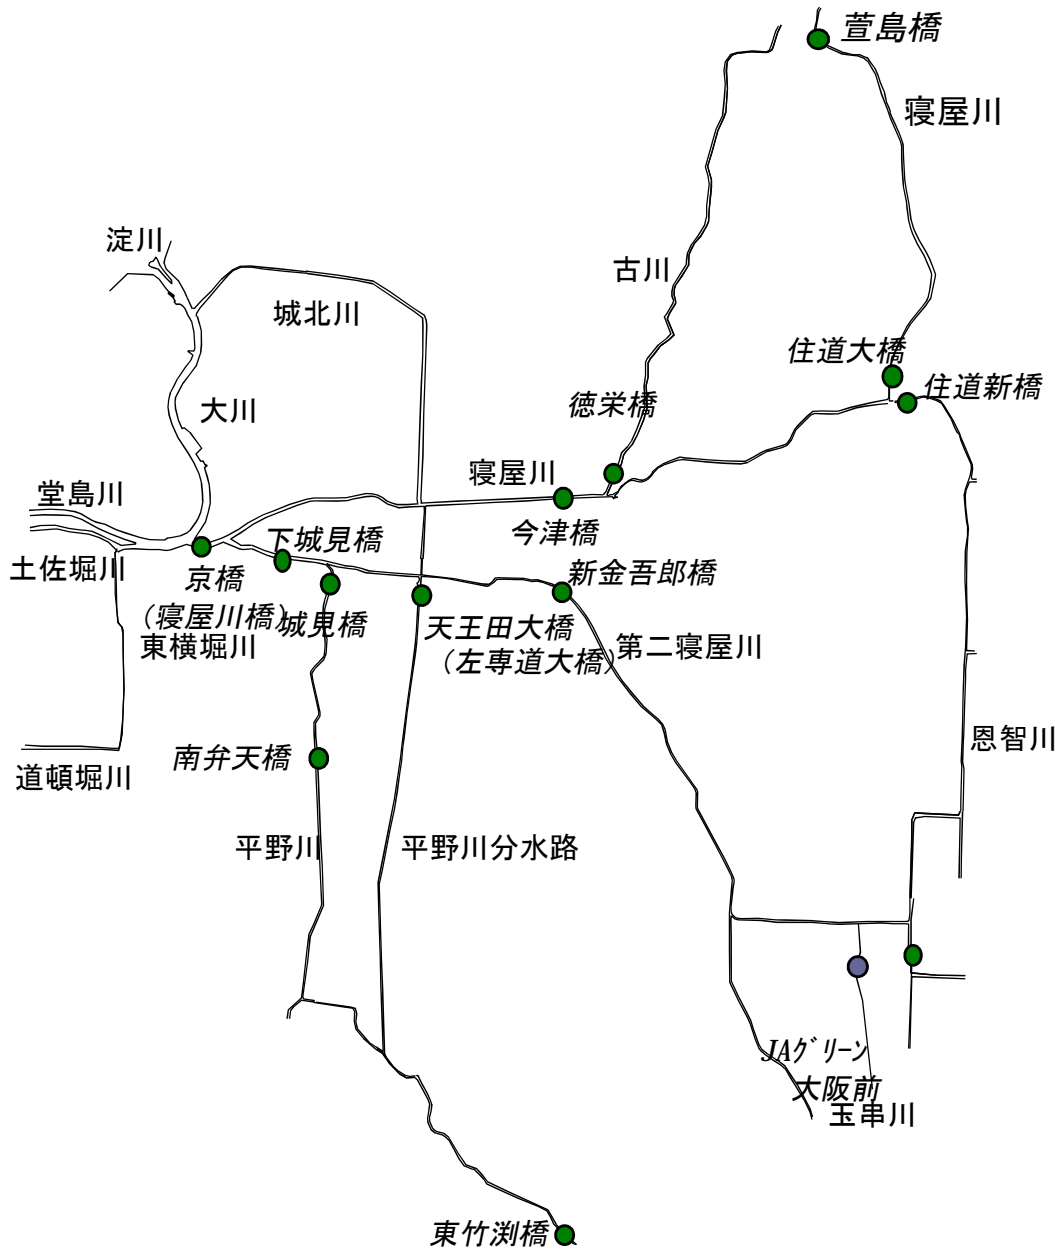 萱島橋
寝屋川
淀川
古川
城北川
住道大橋
住道新橋
徳栄橋
大川
寝屋川
堂島川
今津橋
下城見橋
土佐堀川
京橋
(寝屋川橋)
新金吾郎橋
城見橋
天王田大橋
(左専道大橋)
東横堀川
第二寝屋川
恩智川
南弁天橋
道頓堀川
平野川
平野川分水路
JAグリーン
大阪前
玉串川
東竹渕橋